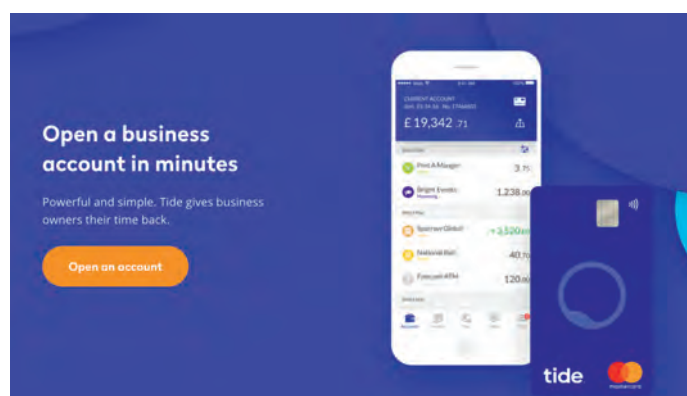 Open a business
account in minutes
Powerful and simple. Tide gives business
owners their time back.
Open an account
CURRENT ACCOUNT
£19,342.71
Print A Manger
3.75
Bright Events
1,238.00
Sparrow Global
+3,520.00
National Rail
40.70
ATM
120.00
tide
mastercard